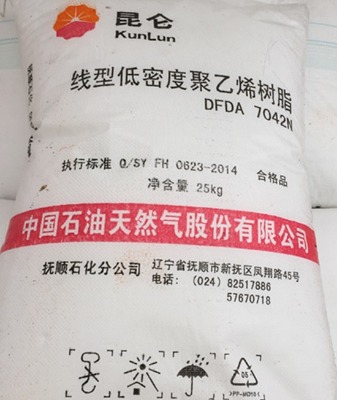 昆仑
KunLun
线型低密度聚乙烯树脂
DFDA 7042N
执行标准 Q/SY FH 0623-2014 合格品
净含量 25kg
中国石油天然气股份有限公司
抚顺石化分公司 辽宁省抚顺市新抚区凤翔路45号
电话: (024) 82517886
57670718
05